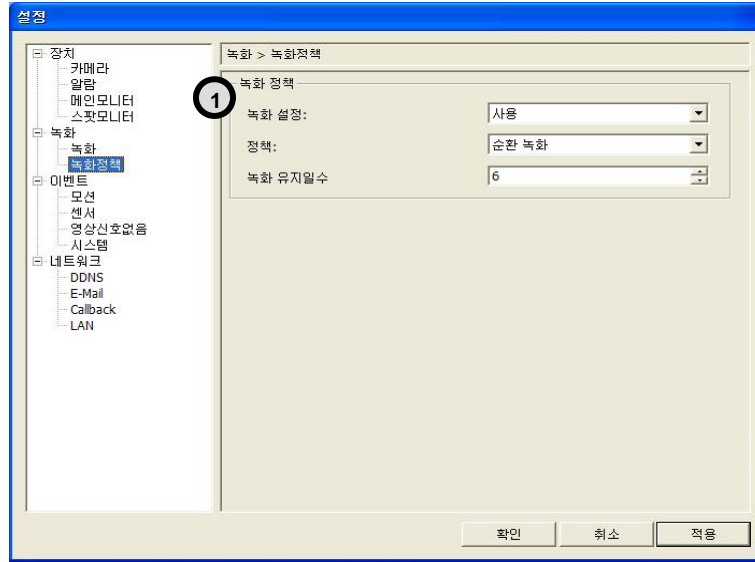 설정
장치
카메라
알람
메인모니터
스팟모니터
녹화
녹화
녹화정책
이벤트
모션
센서
영상신호없음
시스템
네트워크
DDNS
E-Mail
Callback
LAN
녹화 > 녹화정책
녹화 정책
1
녹화 설정: 사용
정책: 순환 녹화
녹화 유지일수 6
확인 취소 적용